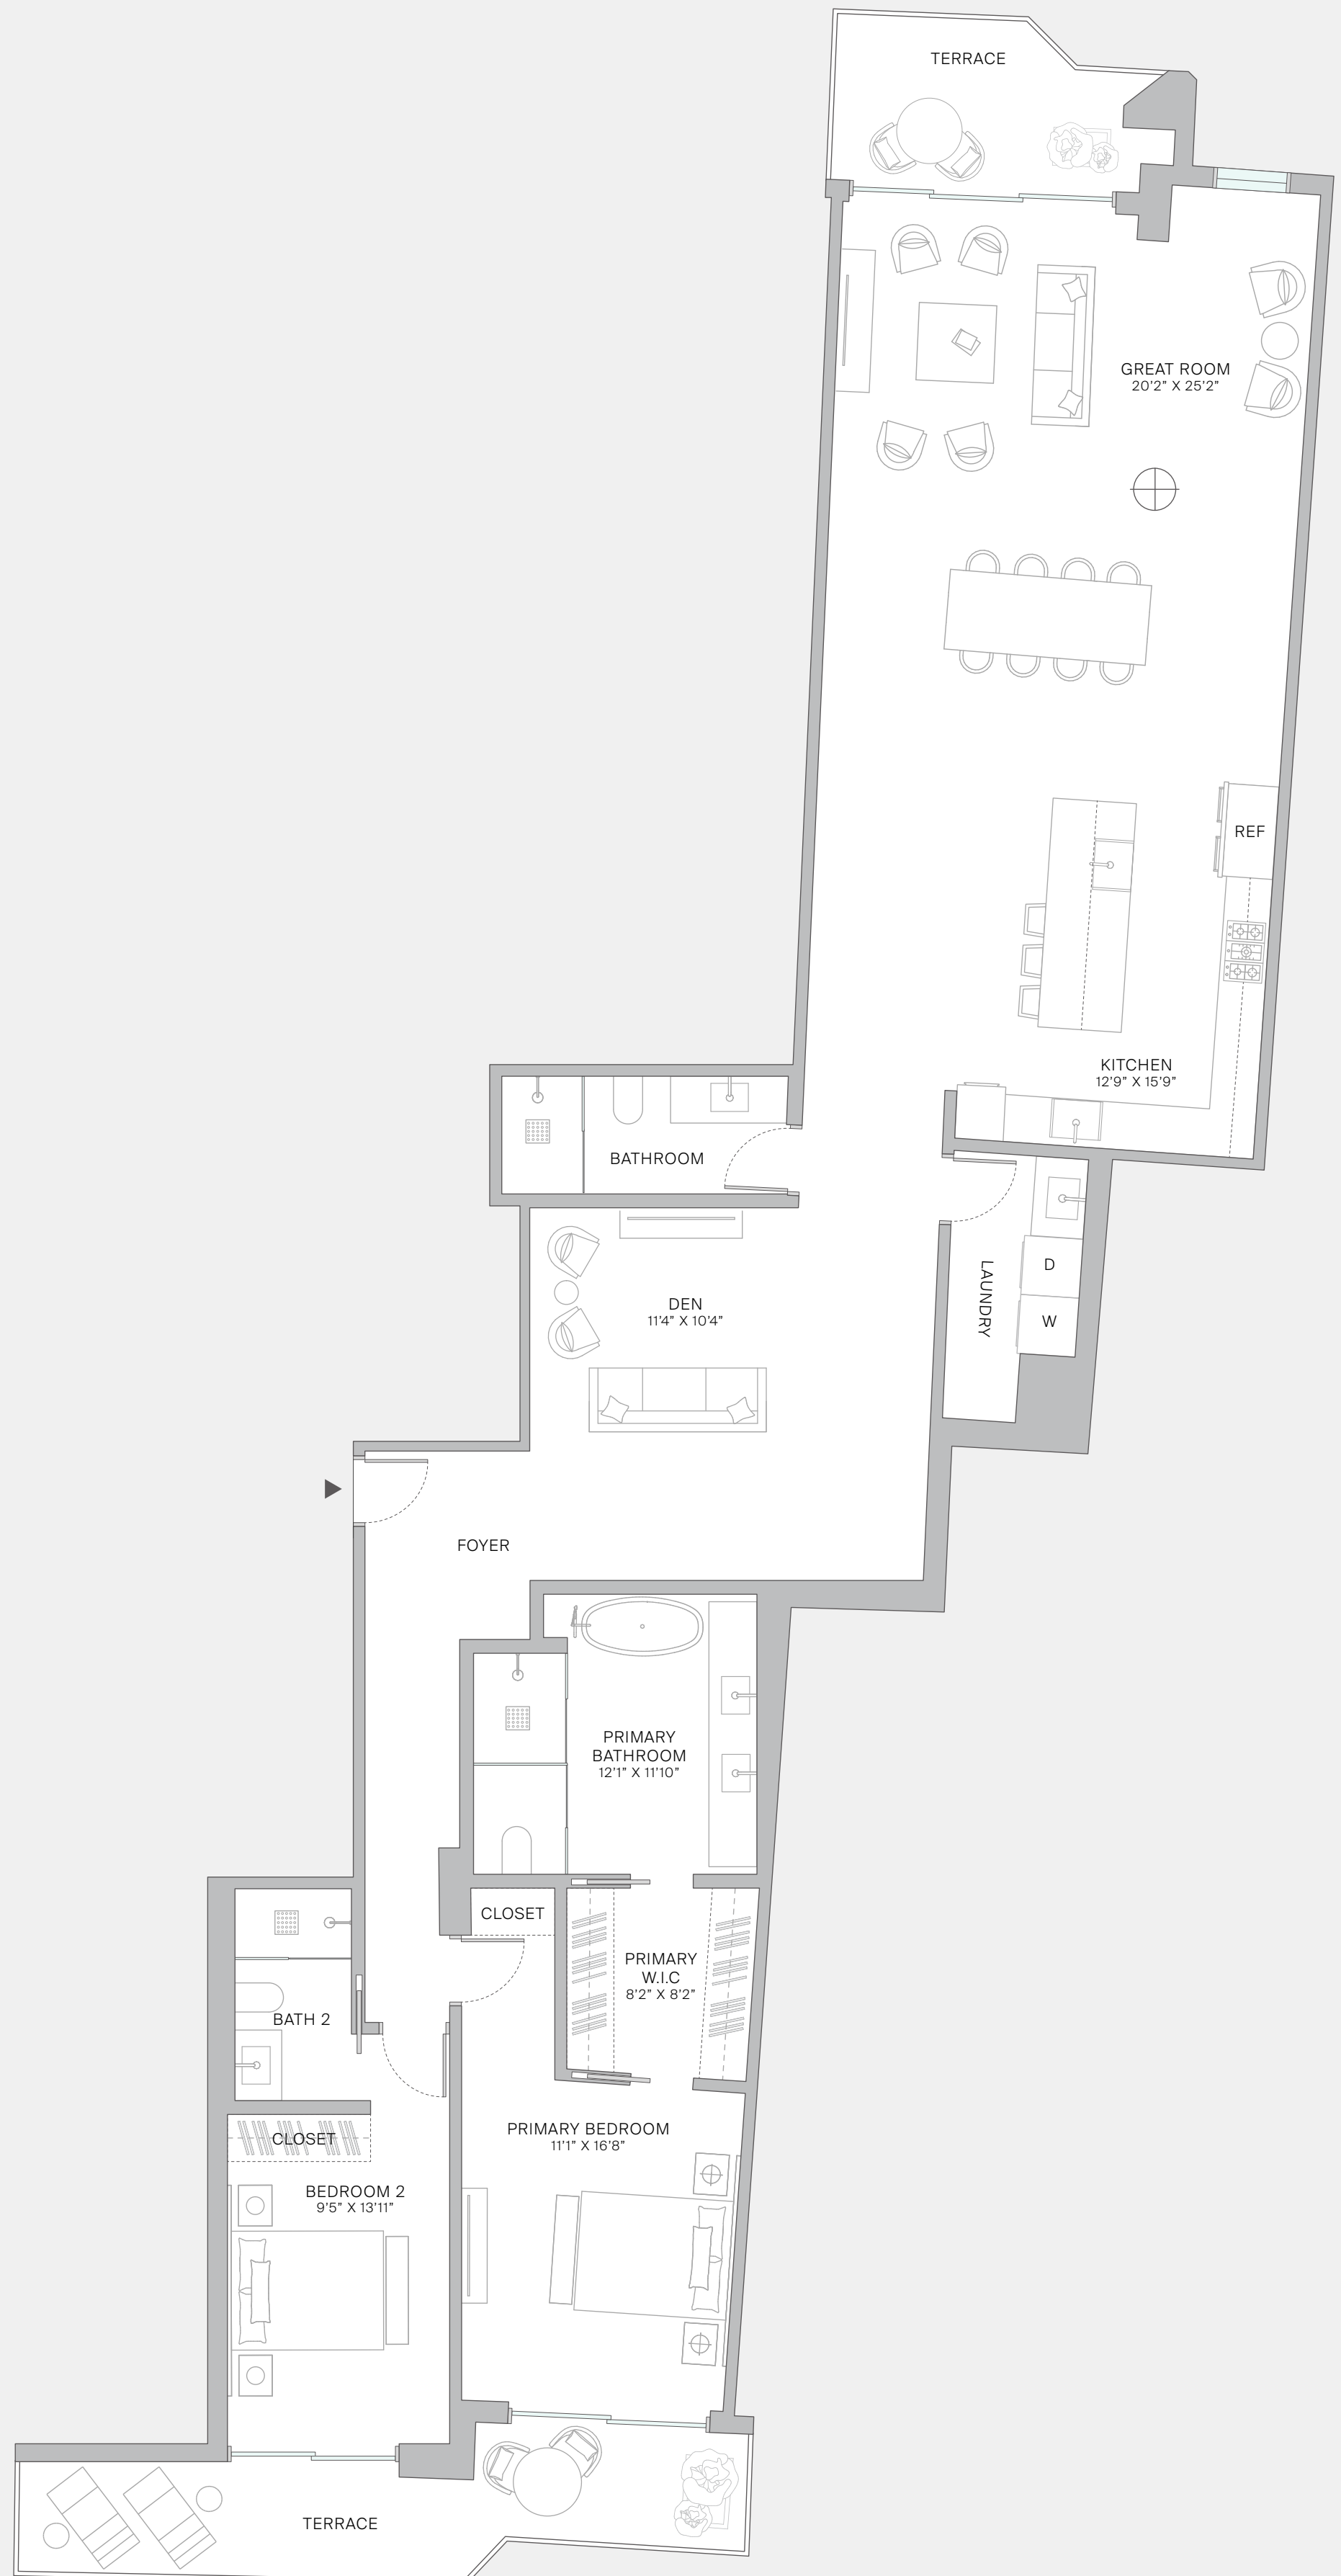 TERRACE
GREAT ROOM
20’2” X 25’2”
REF
KITCHEN
12’9” X 15’9”
BATHROOM
LAUNDRY
D
W
DEN
11’4” X 10’4”
FOYER
PRIMARY
BATHROOM
12’1” X 11’10”
CLOSET
PRIMARY
W.I.C
8’2” X 8’2”
BATH 2
PRIMARY BEDROOM
11’1” X 16’8”
CLOSET
BEDROOM 2
9’5” X 13’11”
TERRACE